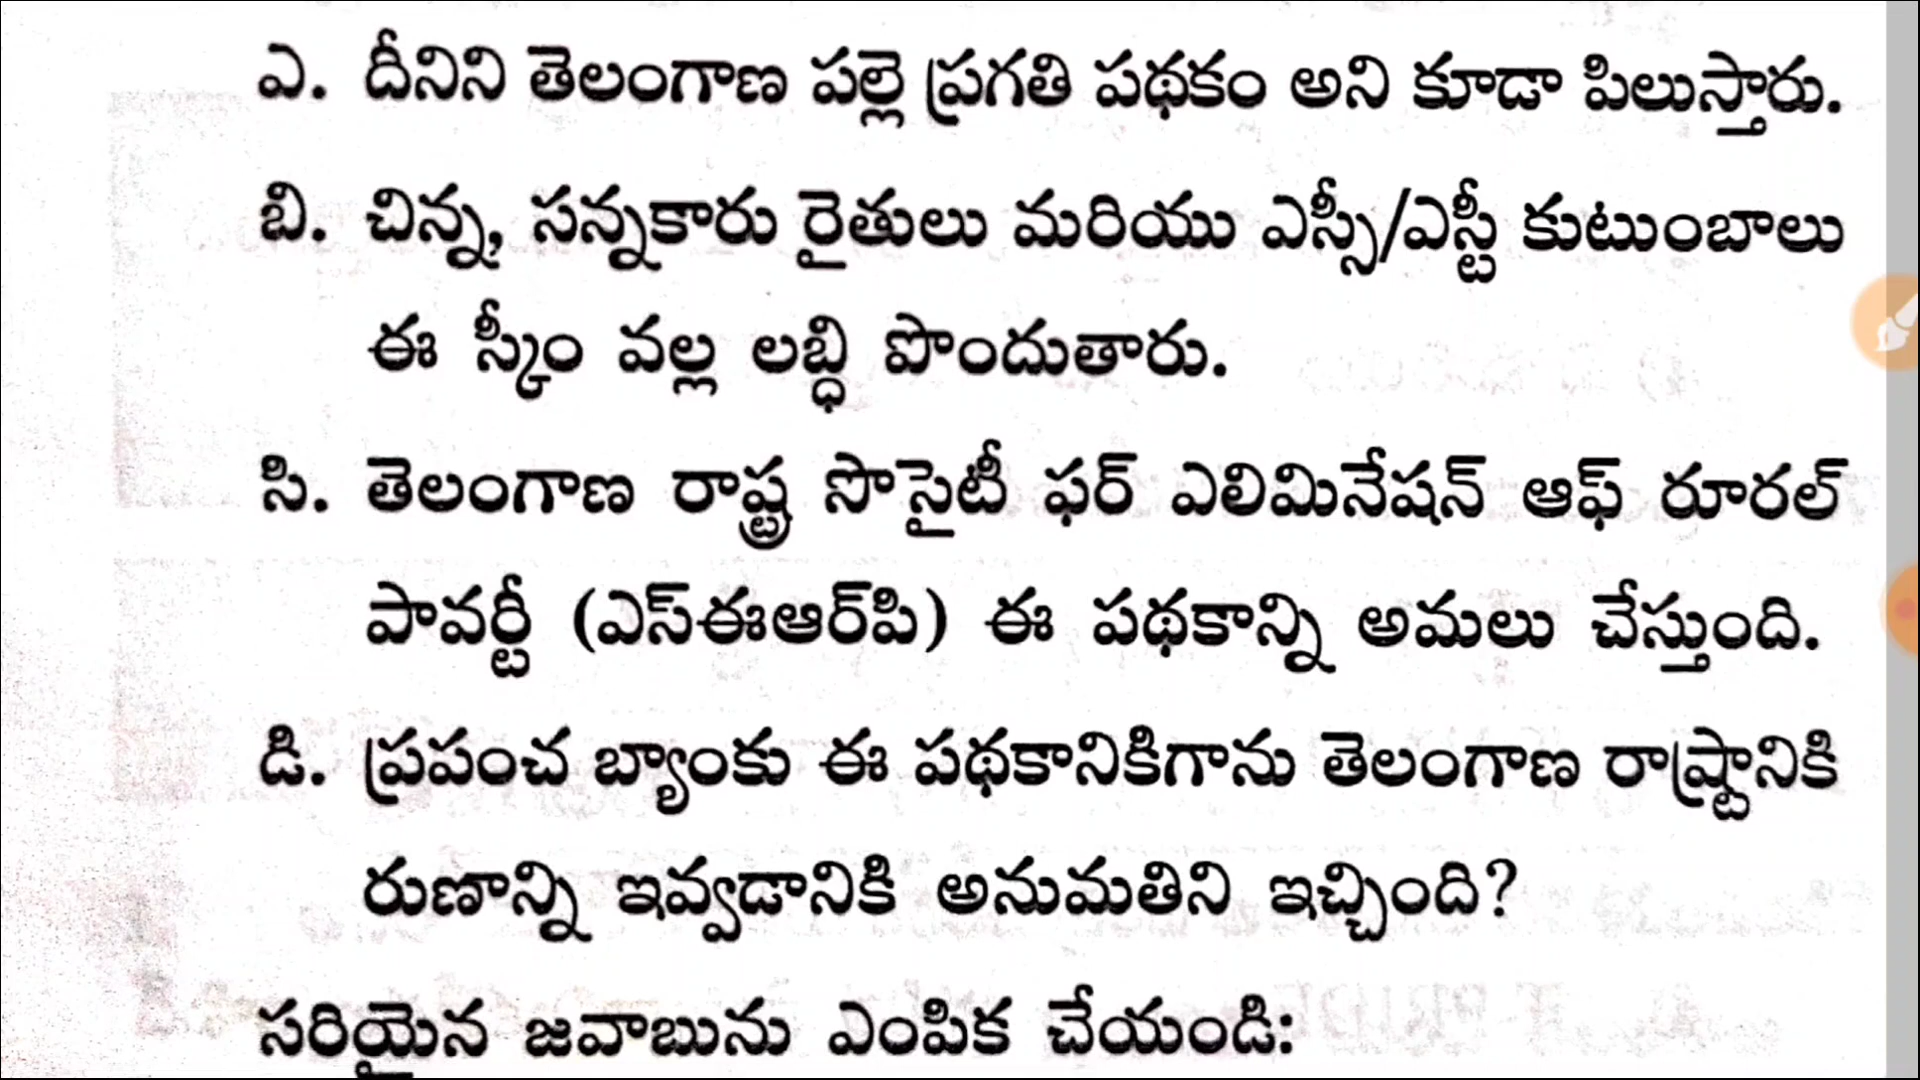 ఎ. దీనిని తెలంగాణ పల్లె ప్రగతి పథకం అని కూడా పిలుస్తారు.
బి. చిన్న, సన్నకారు రైతులు మరియు ఎస్సీ/ఎస్టీ కుటుంబాలు
ఈ స్కీం వల్ల లబ్ధి పొందుతారు.
సి. తెలంగాణ రాష్ట్ర సొసైటీ ఫర్ ఎలిమినేషన్ ఆఫ్ రూరల్
పావర్టీ (ఎస్ఈఆర్‌పి) ఈ పథకాన్ని అమలు చేస్తుంది.
డి. ప్రపంచ బ్యాంకు ఈ పథకానికిగాను తెలంగాణ రాష్ట్రానికి
రుణాన్ని ఇవ్వడానికి అనుమతిని ఇచ్చింది?
సరియైన జవాబును ఎంపిక చేయండి: